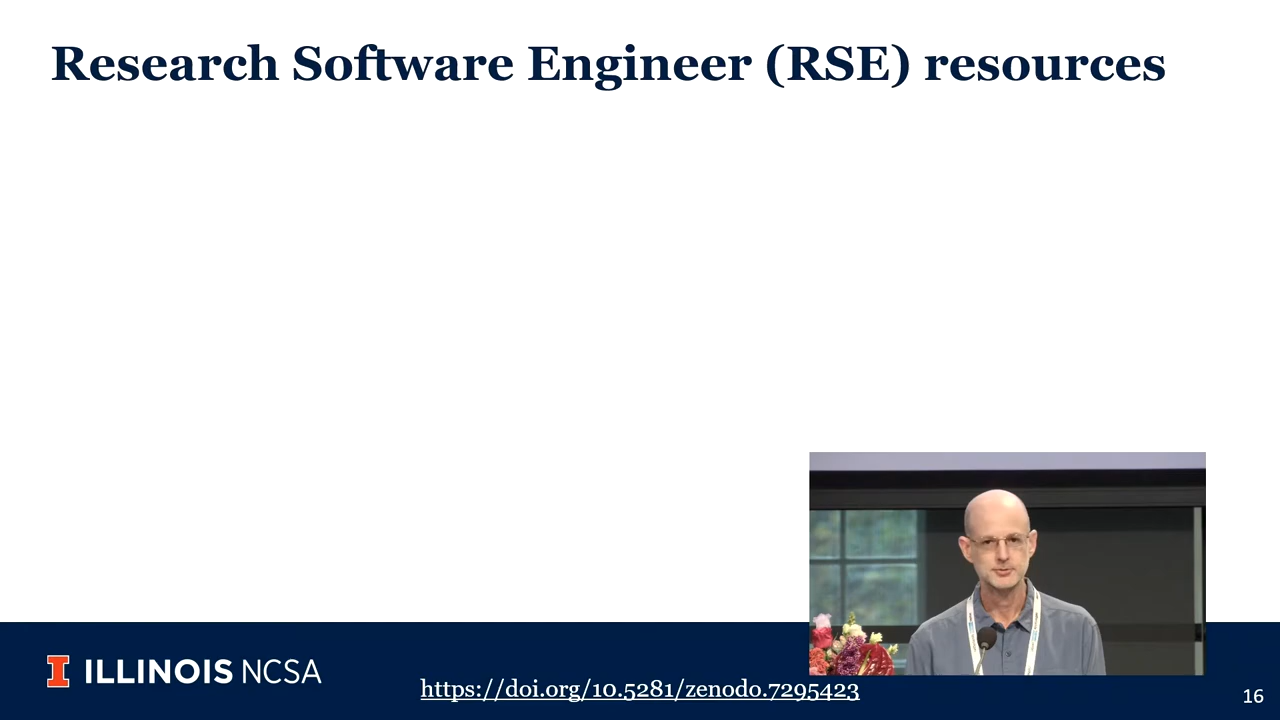 Research Software Engineer (RSE) resources
I ILLINOIS NCSA
https://doi.org/10.5281/zenodo.7295423
16